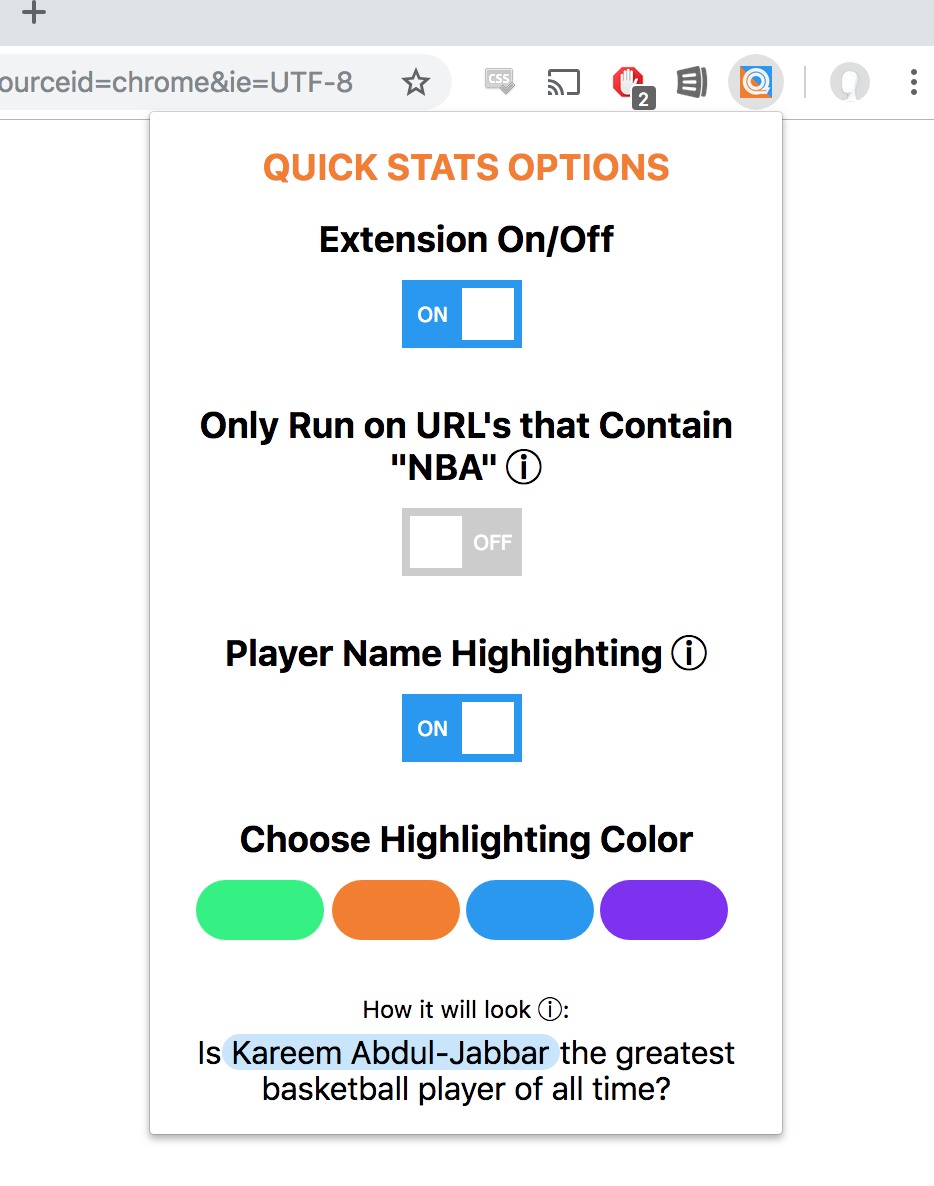 ourceid=chrome&ie=UTF-8
CSS
2
QUICK STATS OPTIONS
Extension On/Off
ON
Only Run on URL's that Contain
"NBA" ⓘ
OFF
Player Name Highlighting ⓘ
ON
Choose Highlighting Color
How it will look ⓘ:
Is Kareem Abdul-Jabbar the greatest
basketball player of all time?